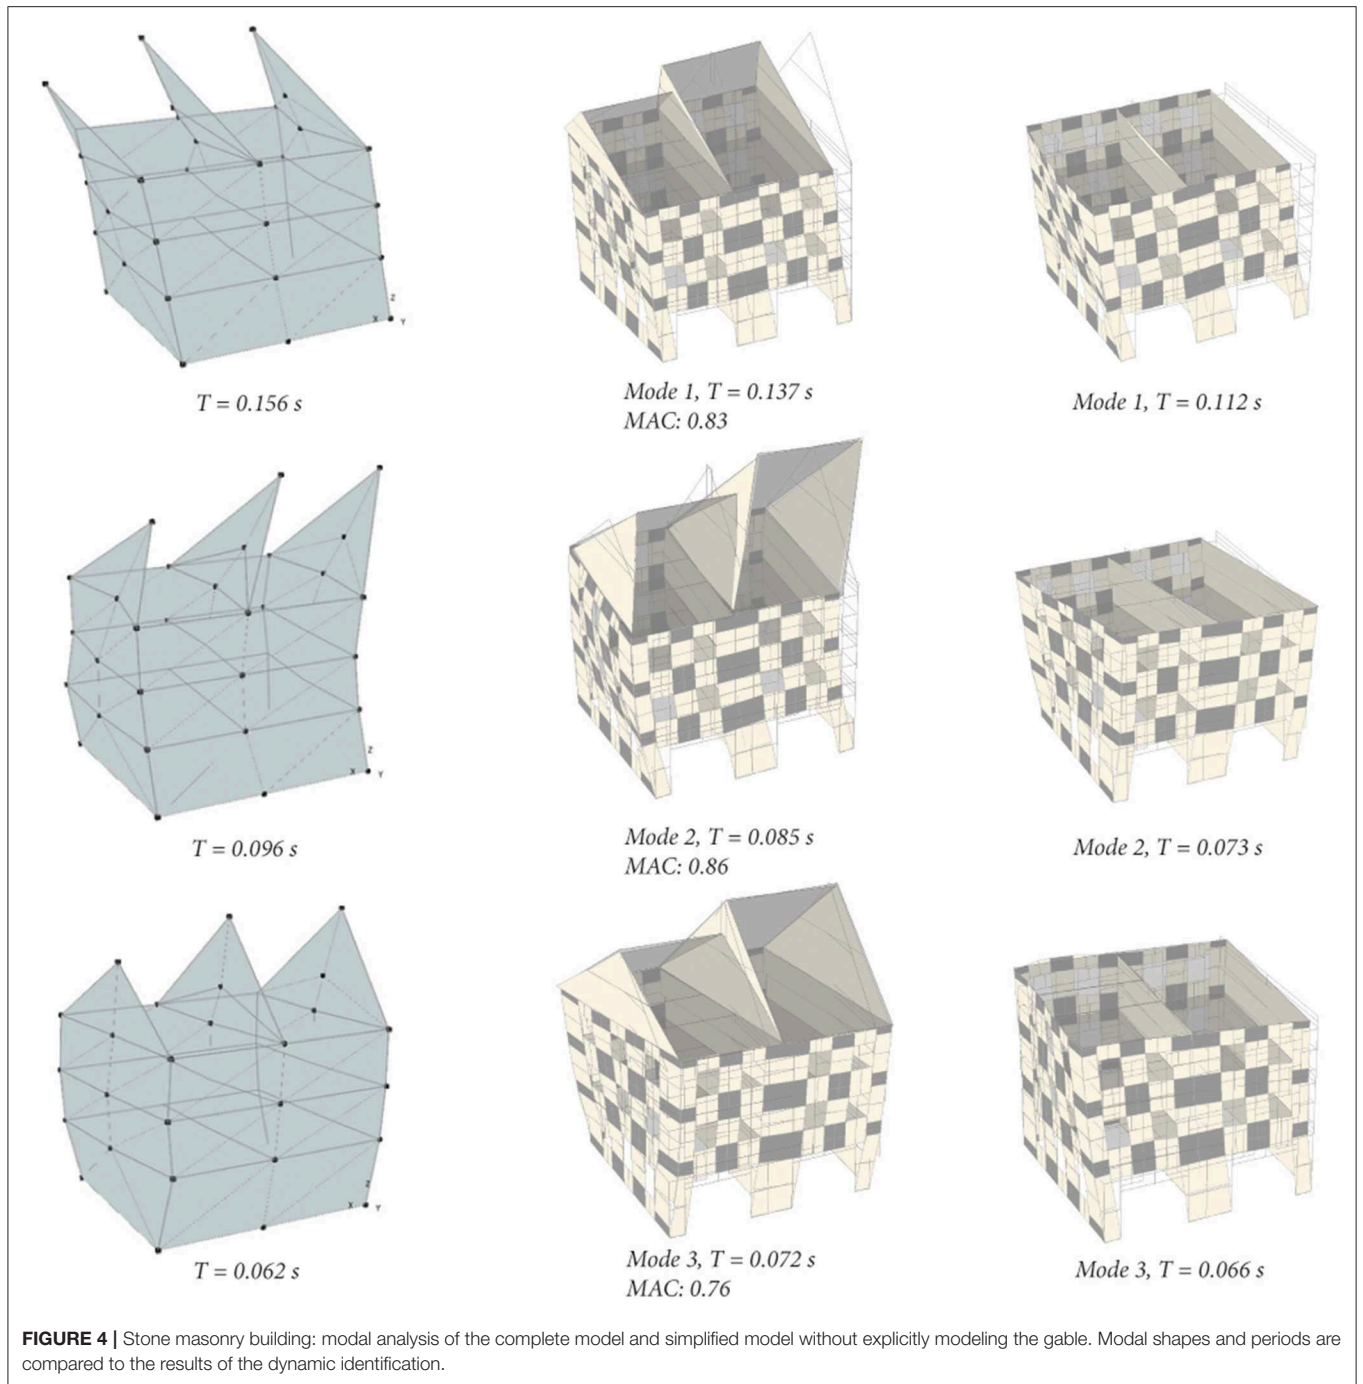 Z
X Y
T = 0.156 s
Mode 1, T = 0.137 s
MAC: 0.83
Mode 1, T = 0.112 s
Z
X Y
T = 0.096 s
Mode 2, T = 0.085 s
MAC: 0.86
Mode 2, T = 0.073 s
Z
X Y
T = 0.062 s
Mode 3, T = 0.072 s
MAC: 0.76
Mode 3, T = 0.066 s
FIGURE 4 | Stone masonry building: modal analysis of the complete model and simplified model without explicitly modeling the gable. Modal shapes and periods are
compared to the results of the dynamic identification.